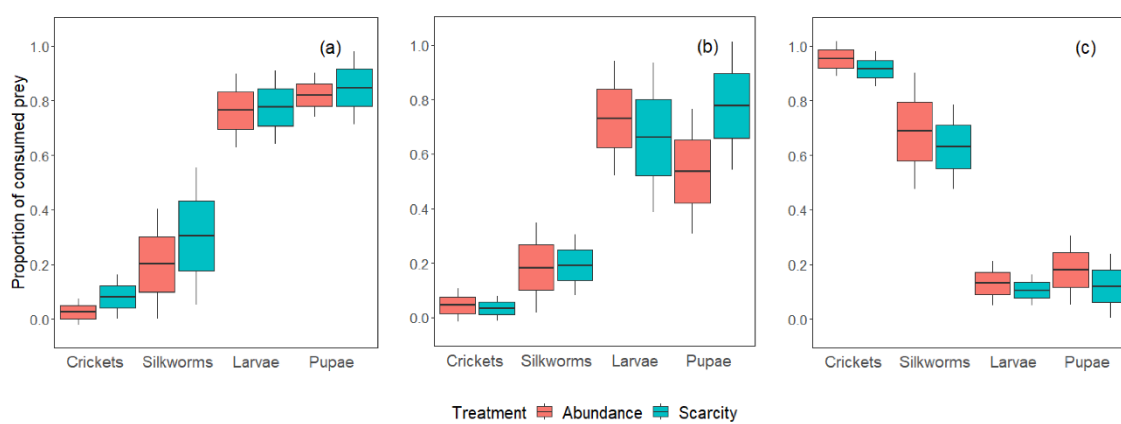 (a)
1.0
0.8
0.6
0.4
0.2
0.0
Proportion of consumed prey
Crickets Silkworms Larvae Pupae
(b)
1.0
0.8
0.6
0.4
0.2
0.0
Crickets Silkworms Larvae Pupae
(c)
1.0
0.8
0.6
0.4
0.2
0.0
Crickets Silkworms Larvae Pupae
Treatment Abundance Scarcity